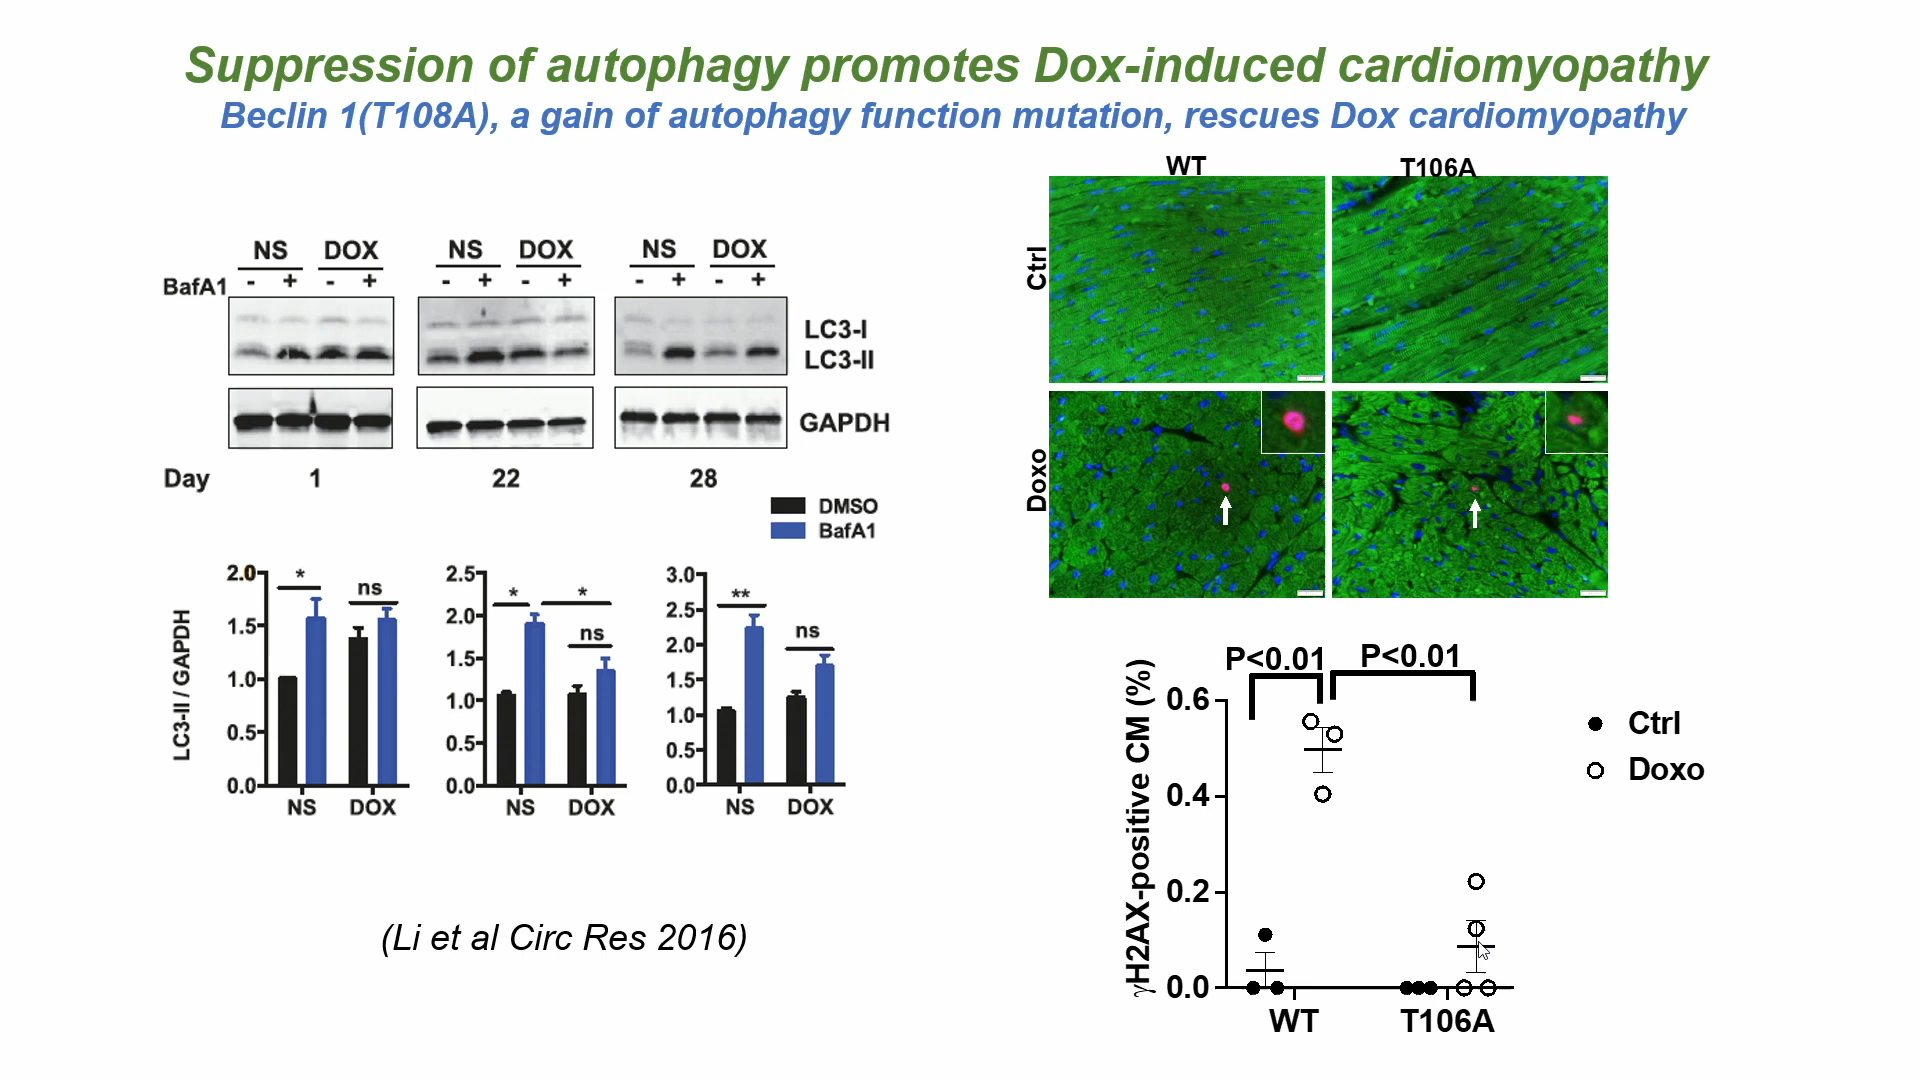 Suppression of autophagy promotes Dox-induced cardiomyopathy
Beclin 1(T108A), a gain of autophagy function mutation, rescues Dox cardiomyopathy
NS DOX NS DOX NS DOX
BafA1 - + - + - + - + - + - +
LC3-I
LC3-II
GAPDH
Day 1 22 28
DMSO
BafA1
LC3-II / GAPDH
2.0
1.5
1.0
0.5
0.0
* ns
NS DOX
2.5
2.0
1.5
1.0
0.5
0.0
* *
ns
NS DOX
3.0
2.5
2.0
1.5
1.0
0.5
0.0
** ns
NS DOX
(Li et al Circ Res 2016)
WT T106A
Ctrl
Doxo
P<0.01 P<0.01
γH2AX-positive CM (%)
0.6
0.4
0.2
0.0
WT T106A
Ctrl
Doxo